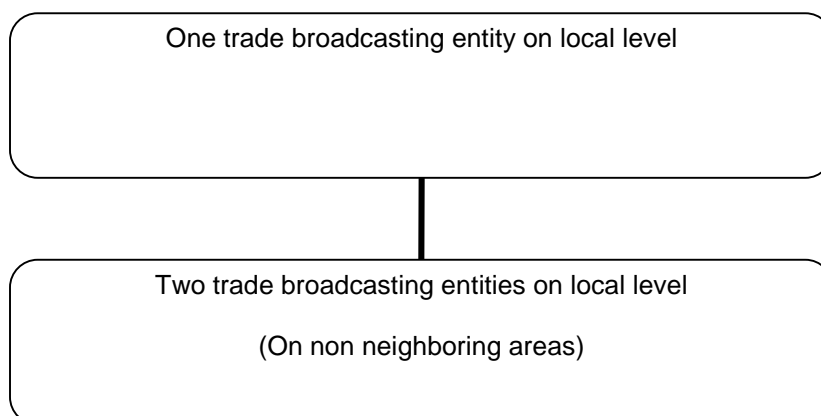 One trade broadcasting entity on local level
Two trade broadcasting entities on local level
(On non neighboring areas)